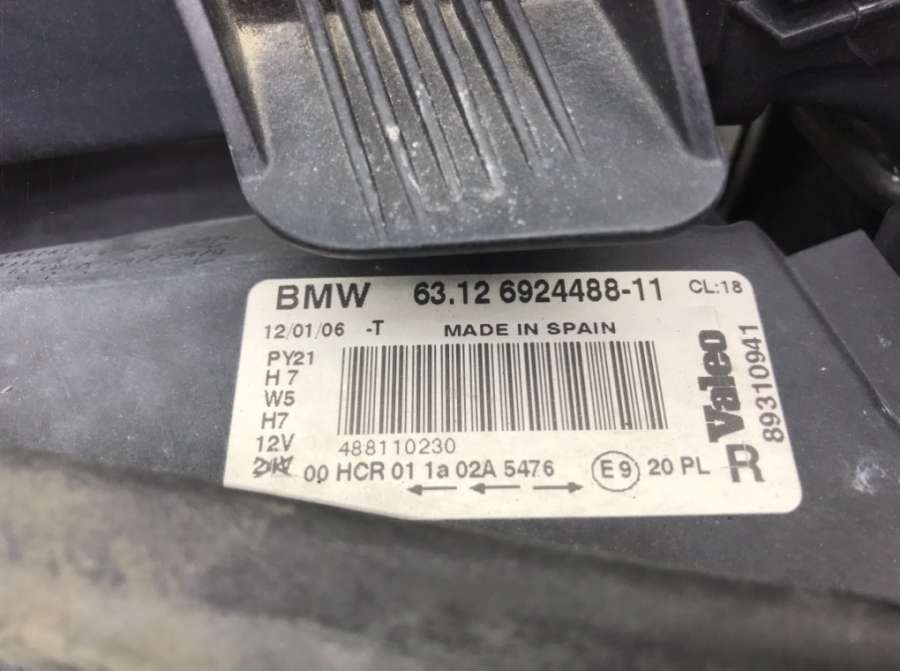 BMW 63.12 6924488-11 CL:18
12/01/06 -T MADE IN SPAIN
PY21
H7
W5
H7
12V
488110230
00 HCR 01 1a 02A 5476 E9 20 PL
R Valeo
89310941